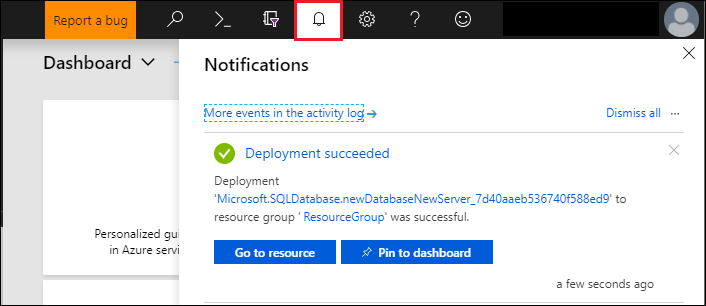 Report a bug
Dashboard
Notifications
More events in the activity log
Dismiss all
Deployment succeeded
Deployment
'Microsoft.SQLDatabase.newDatabaseNewServer_7d40aaeb536740f588ed9' to
resource group ' ResourceGroup' was successful.
Go to resource
Pin to dashboard
a few seconds ago
Personalized gu
in Azure servi